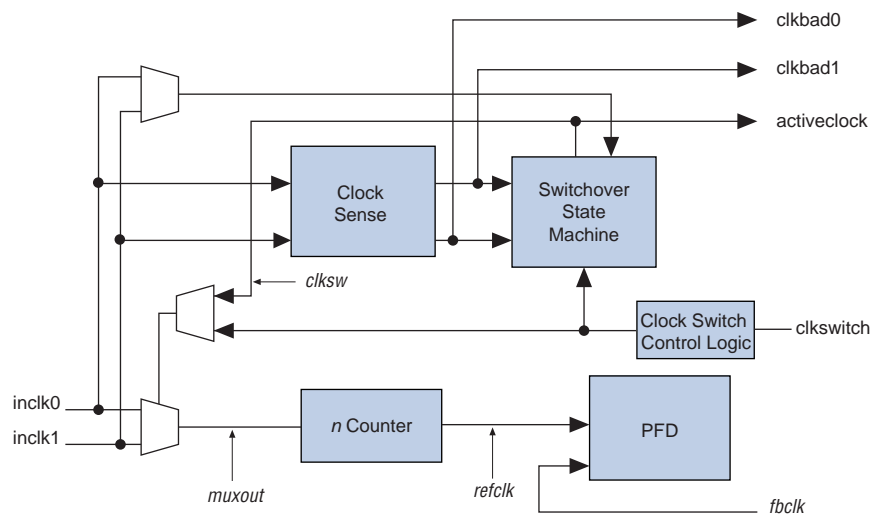 clkbad0
clkbad1
activeclock
Clock
Sense
Switchover
State
Machine
clksw
Clock Switch
Control Logic
clkswitch
inclk0
inclk1
n Counter
PFD
muxout
refclk
fbclk